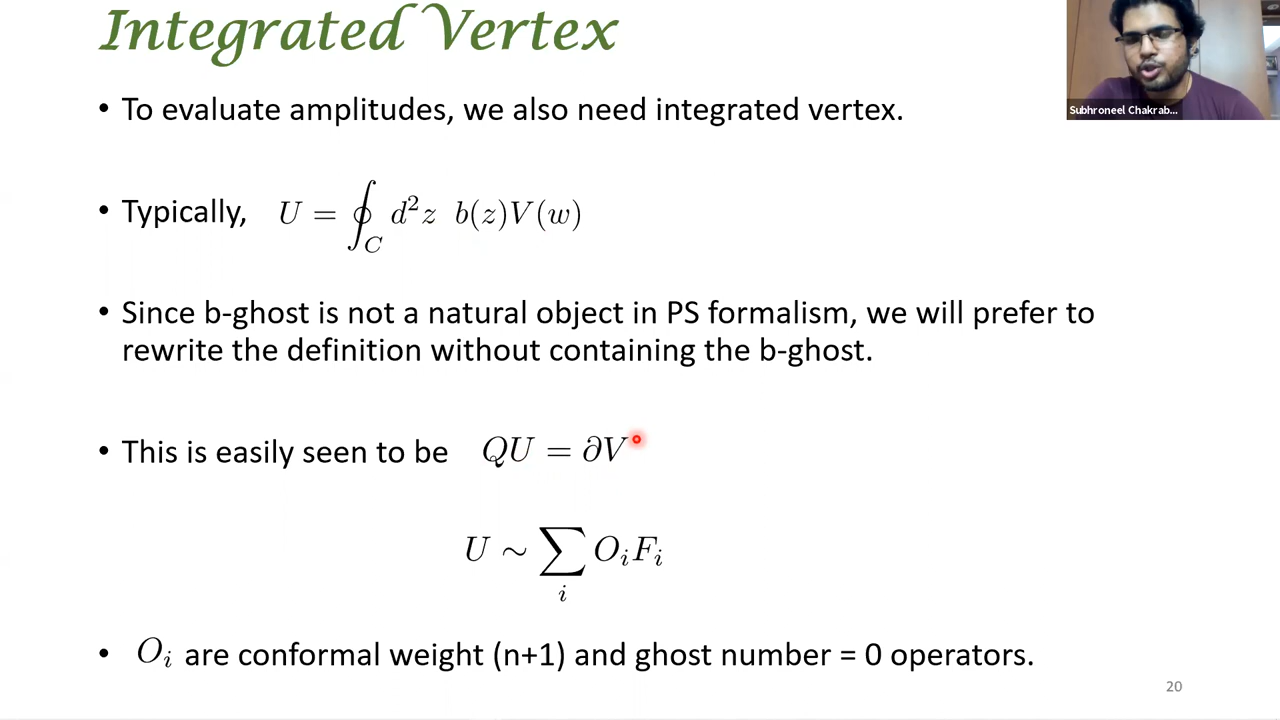 Integrated Vertex
Subhroneel Chakrab...
• To evaluate amplitudes, we also need integrated vertex.
• Typically, U = ∮_C d²z b(z)V(w)
• Since b-ghost is not a natural object in PS formalism, we will prefer to
rewrite the definition without containing the b-ghost.
• This is easily seen to be QU = ∂V
U ∼ ∑_i O_i F_i
• O_i are conformal weight (n+1) and ghost number = 0 operators.
20